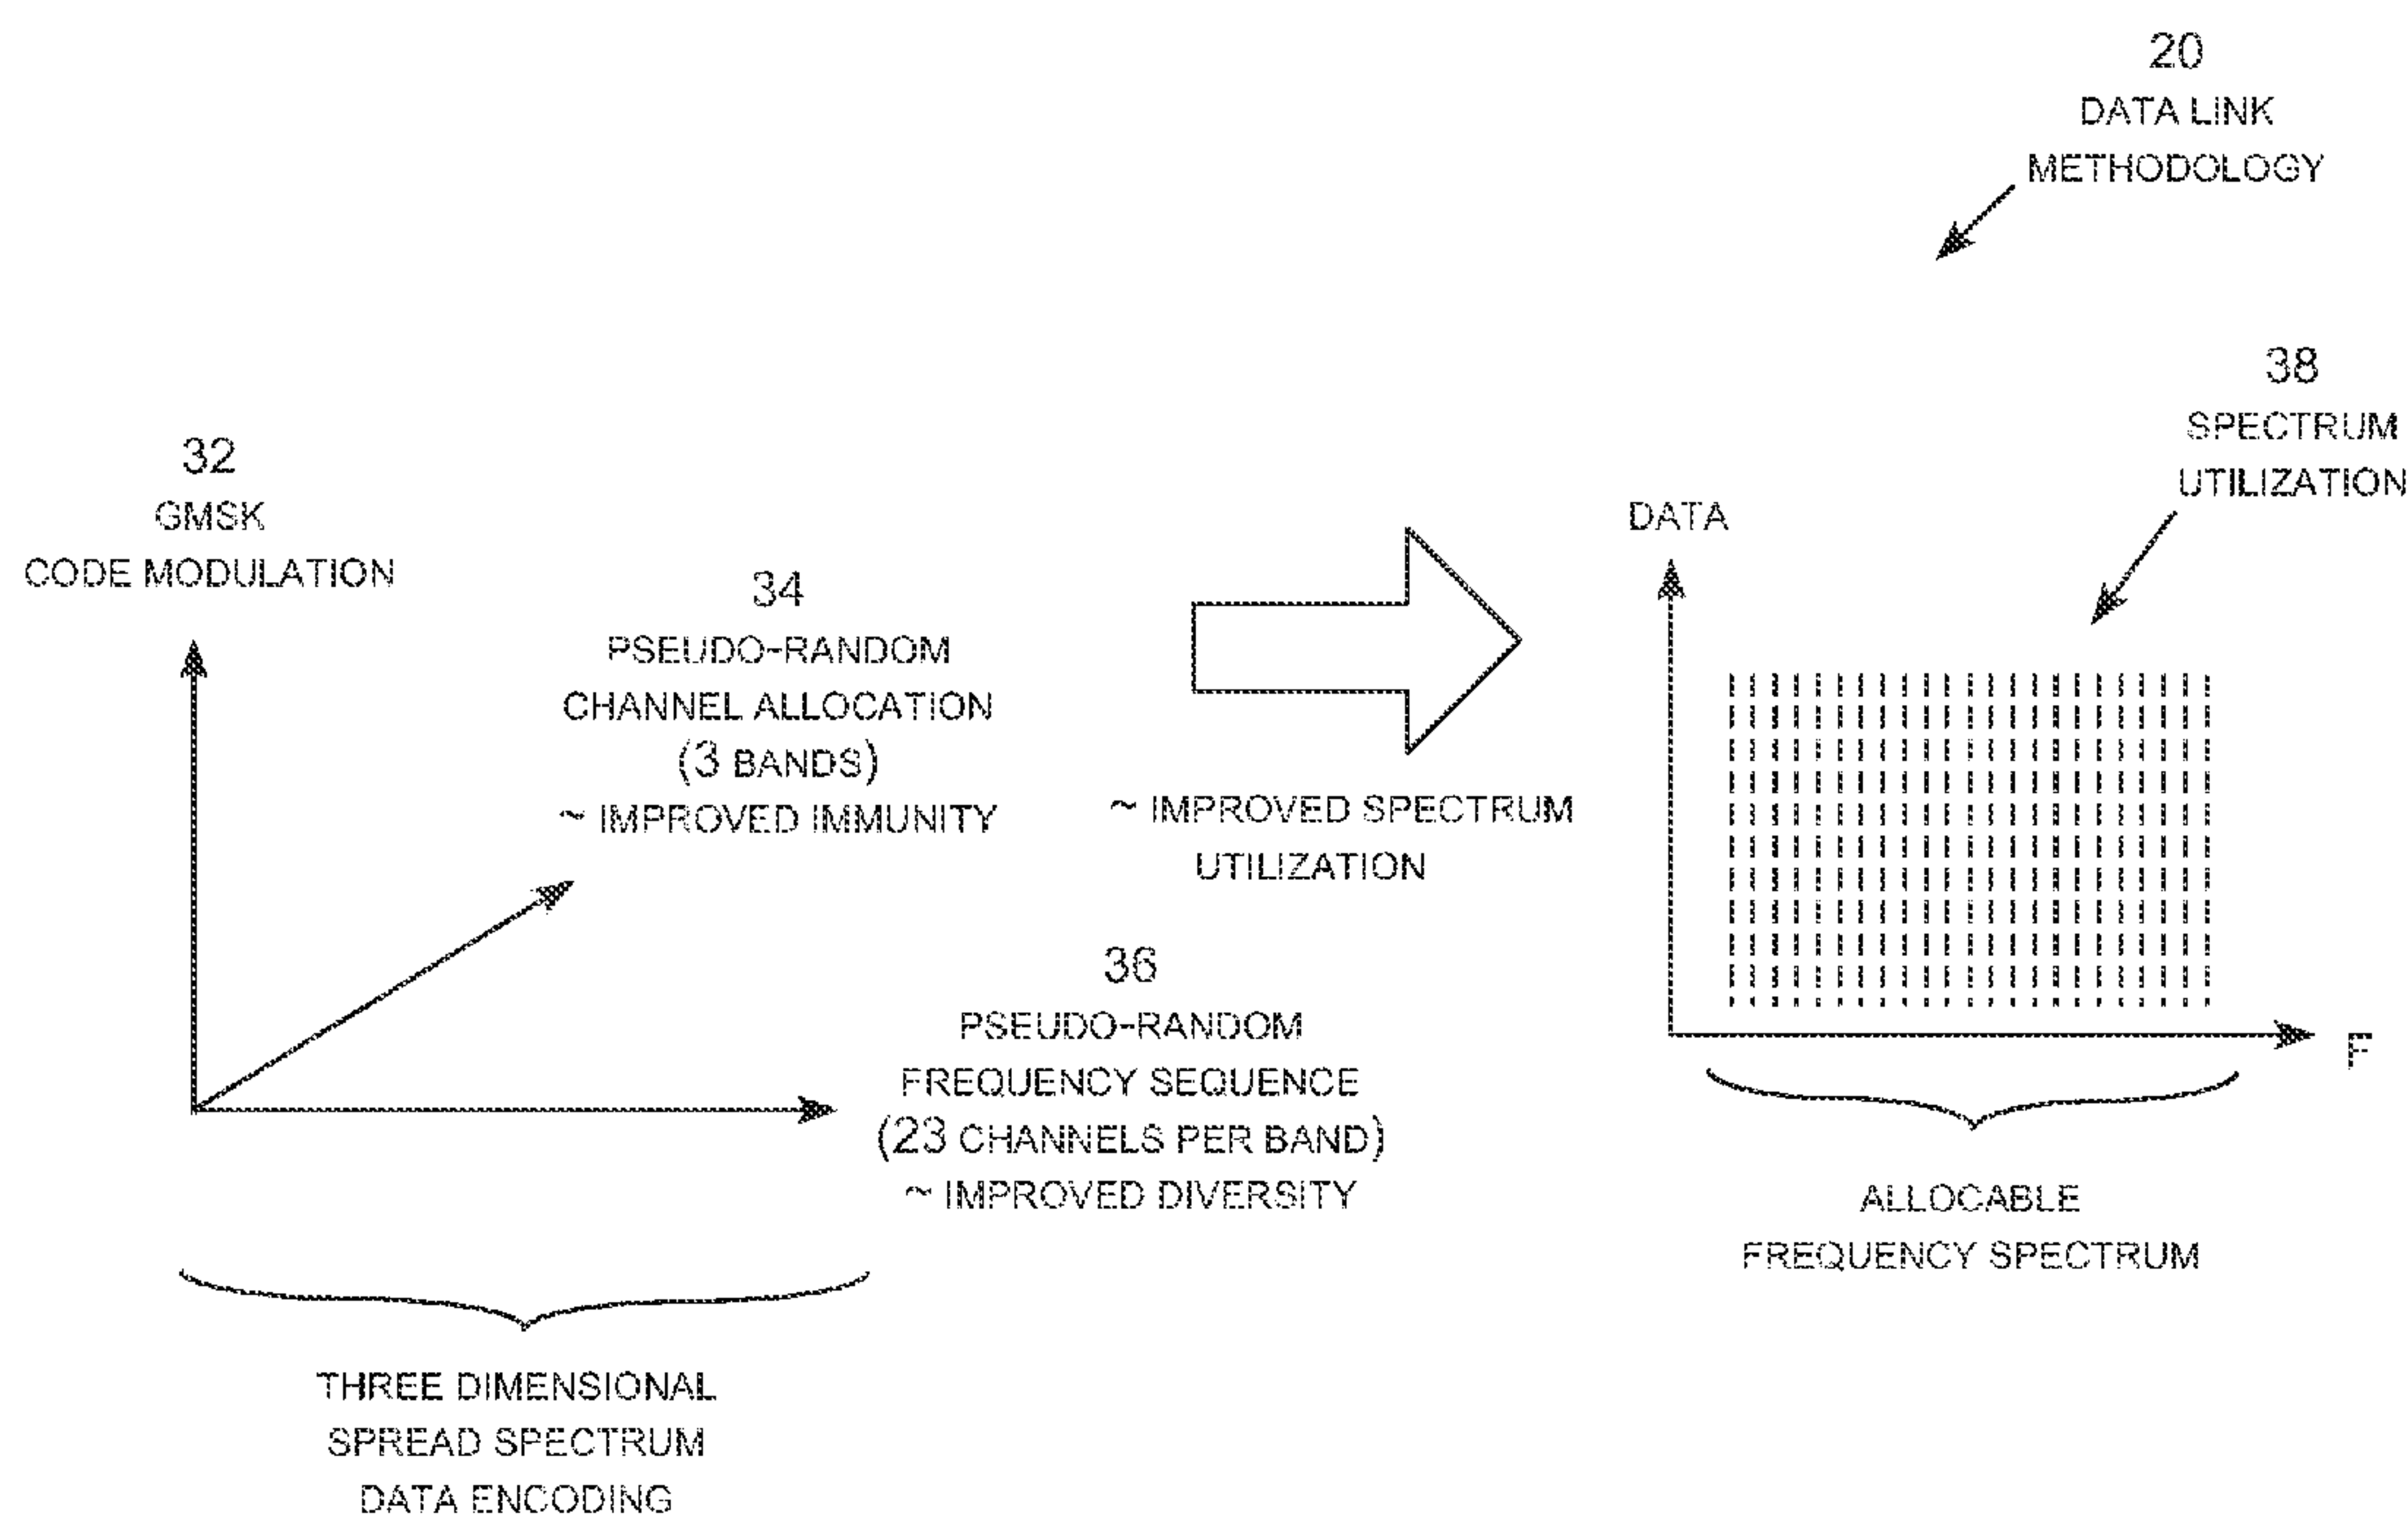 20
DATA LINK
METHODOLOGY
38
SPECTRUM
UTILIZATION
32
GMSK
CODE MODULATION
34
PSEUDO-RANDOM
CHANNEL ALLOCATION
(3 BANDS)
~ IMPROVED IMMUNITY
~ IMPROVED SPECTRUM
UTILIZATION
DATA
F
36
PSEUDO-RANDOM
FREQUENCY SEQUENCE
(23 CHANNELS PER BAND)
~ IMPROVED DIVERSITY
ALLOCABLE
FREQUENCY SPECTRUM
THREE DIMENSIONAL
SPREAD SPECTRUM
DATA ENCODING